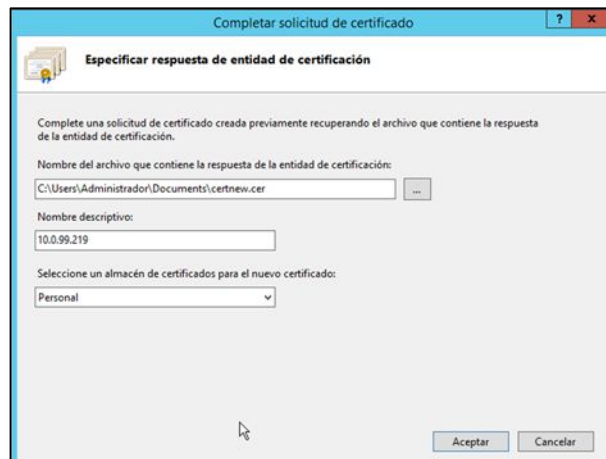 Completar solicitud de certificado
? x
Especificar respuesta de entidad de certificación
Complete una solicitud de certificado creada previamente recuperando el archivo que contiene la respuesta
de la entidad de certificación.
Nombre del archivo que contiene la respuesta de la entidad de certificación:
C:\Users\Administrador\Documents\certnew.cer
...
Nombre descriptivo:
10.0.99.219
Seleccione un almacén de certificados para el nuevo certificado:
Personal
Aceptar Cancelar